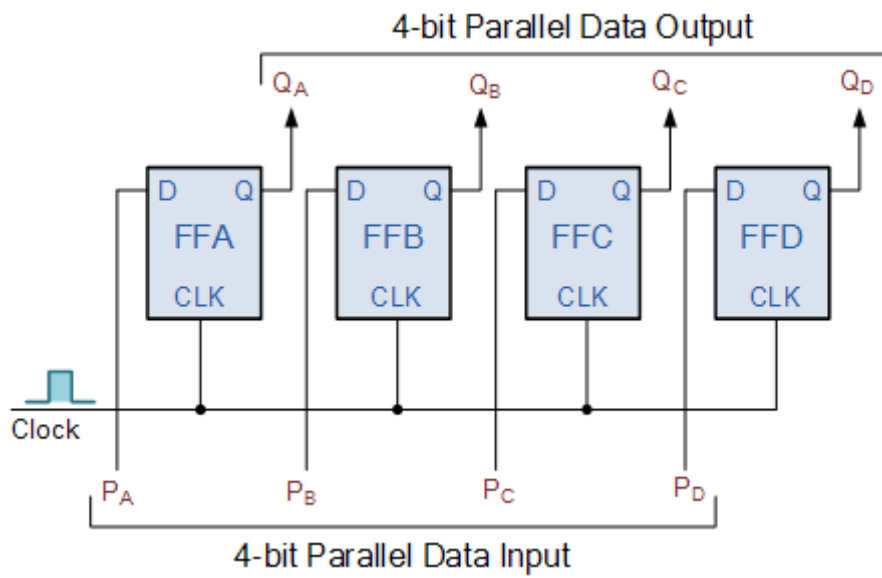 4-bit Parallel Data Output
QA QB QC QD
D Q D Q D Q D Q
FFA FFB FFC FFD
CLK CLK CLK CLK
Clock
PA PB PC PD
4-bit Parallel Data Input